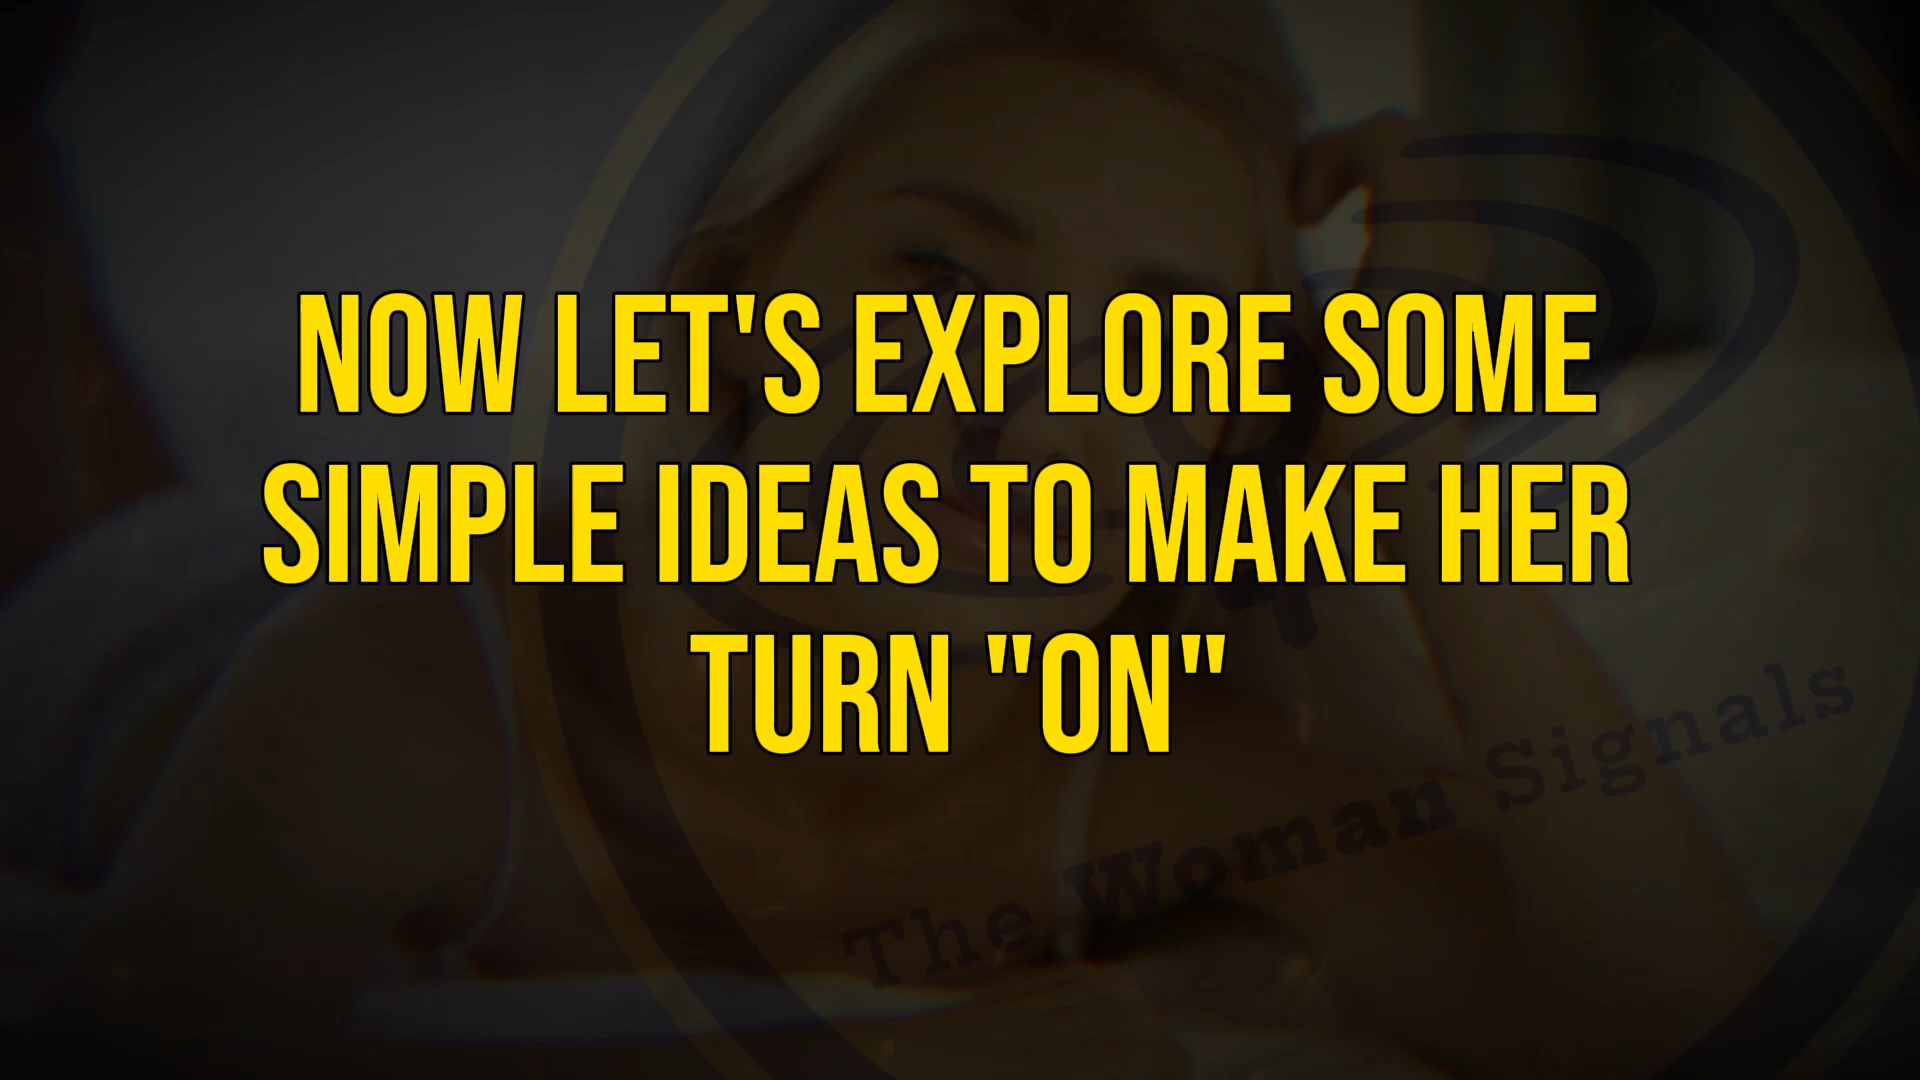 NOW LET'S EXPLORE SOME
SIMPLE IDEAS TO MAKE HER
TURN "ON"
The Woman Signals